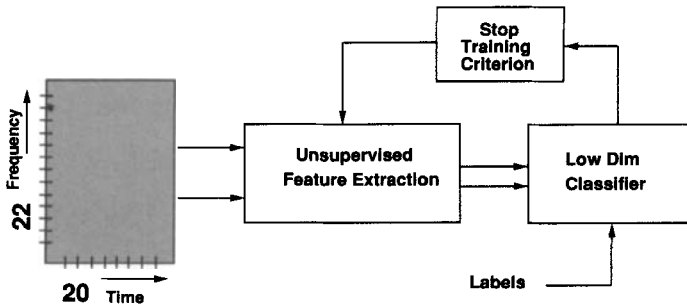 Stop
Training
Criterion
Frequency
22
Unsupervised
Feature Extraction
Low Dim
Classifier
20 Time
Labels